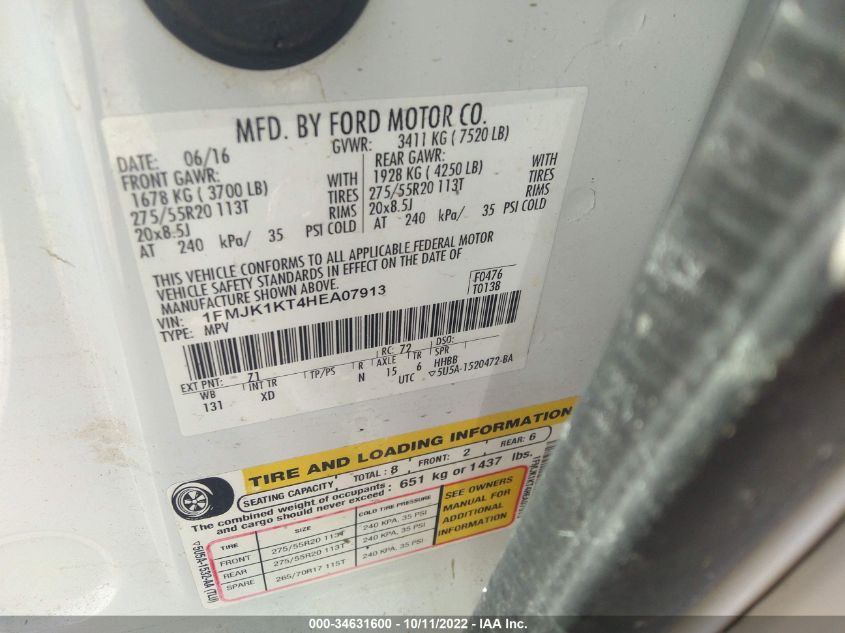 MFD. BY FORD MOTOR CO.
DATE: 06/16 GVWR: 3411 KG ( 7520 LB)
FRONT GAWR: REAR GAWR:
1678 KG ( 3700 LB) WITH 1928 KG ( 4250 LB) WITH
275/55R20 113T TIRES 275/55R20 113T TIRES
20x8.5J RIMS 20x8.5J RIMS
AT 240 kPa/ 35 PSI COLD AT 240 kPa/ 35 PSI COLD
THIS VEHICLE CONFORMS TO ALL APPLICABLE FEDERAL MOTOR
VEHICLE SAFETY STANDARDS IN EFFECT ON THE DATE OF
MANUFACTURE SHOWN ABOVE.
F0476
VIN: 1FMJK1KT4HEA07913 T0138
TYPE: MPV
EXT PNT: 71 RC: 72 DSO:
WB INT TR TP/PS R AXLE TR SPR
131 XD N 15 6 HHBB
UTC ▽5U5A-1520472-BA
TIRE AND LOADING INFORMATION
SEATING CAPACITY TOTAL: 8 FRONT: 2 REAR: 6
The combined weight of occupants and cargo should never exceed : 651 kg or 1437 lbs.
TIRE SIZE COLD TIRE PRESSURE
FRONT 275/55R20 113T 240 KPA, 35 PSI
REAR 275/55R20 113T 240 KPA, 35 PSI
SPARE 265/70R17 115T 240 KPA, 35 PSI
SEE OWNERS
MANUAL FOR
ADDITIONAL
INFORMATION
▽5U5A-1532-AA (TLU)
000-34631600 - 10/11/2022 - IAA Inc.